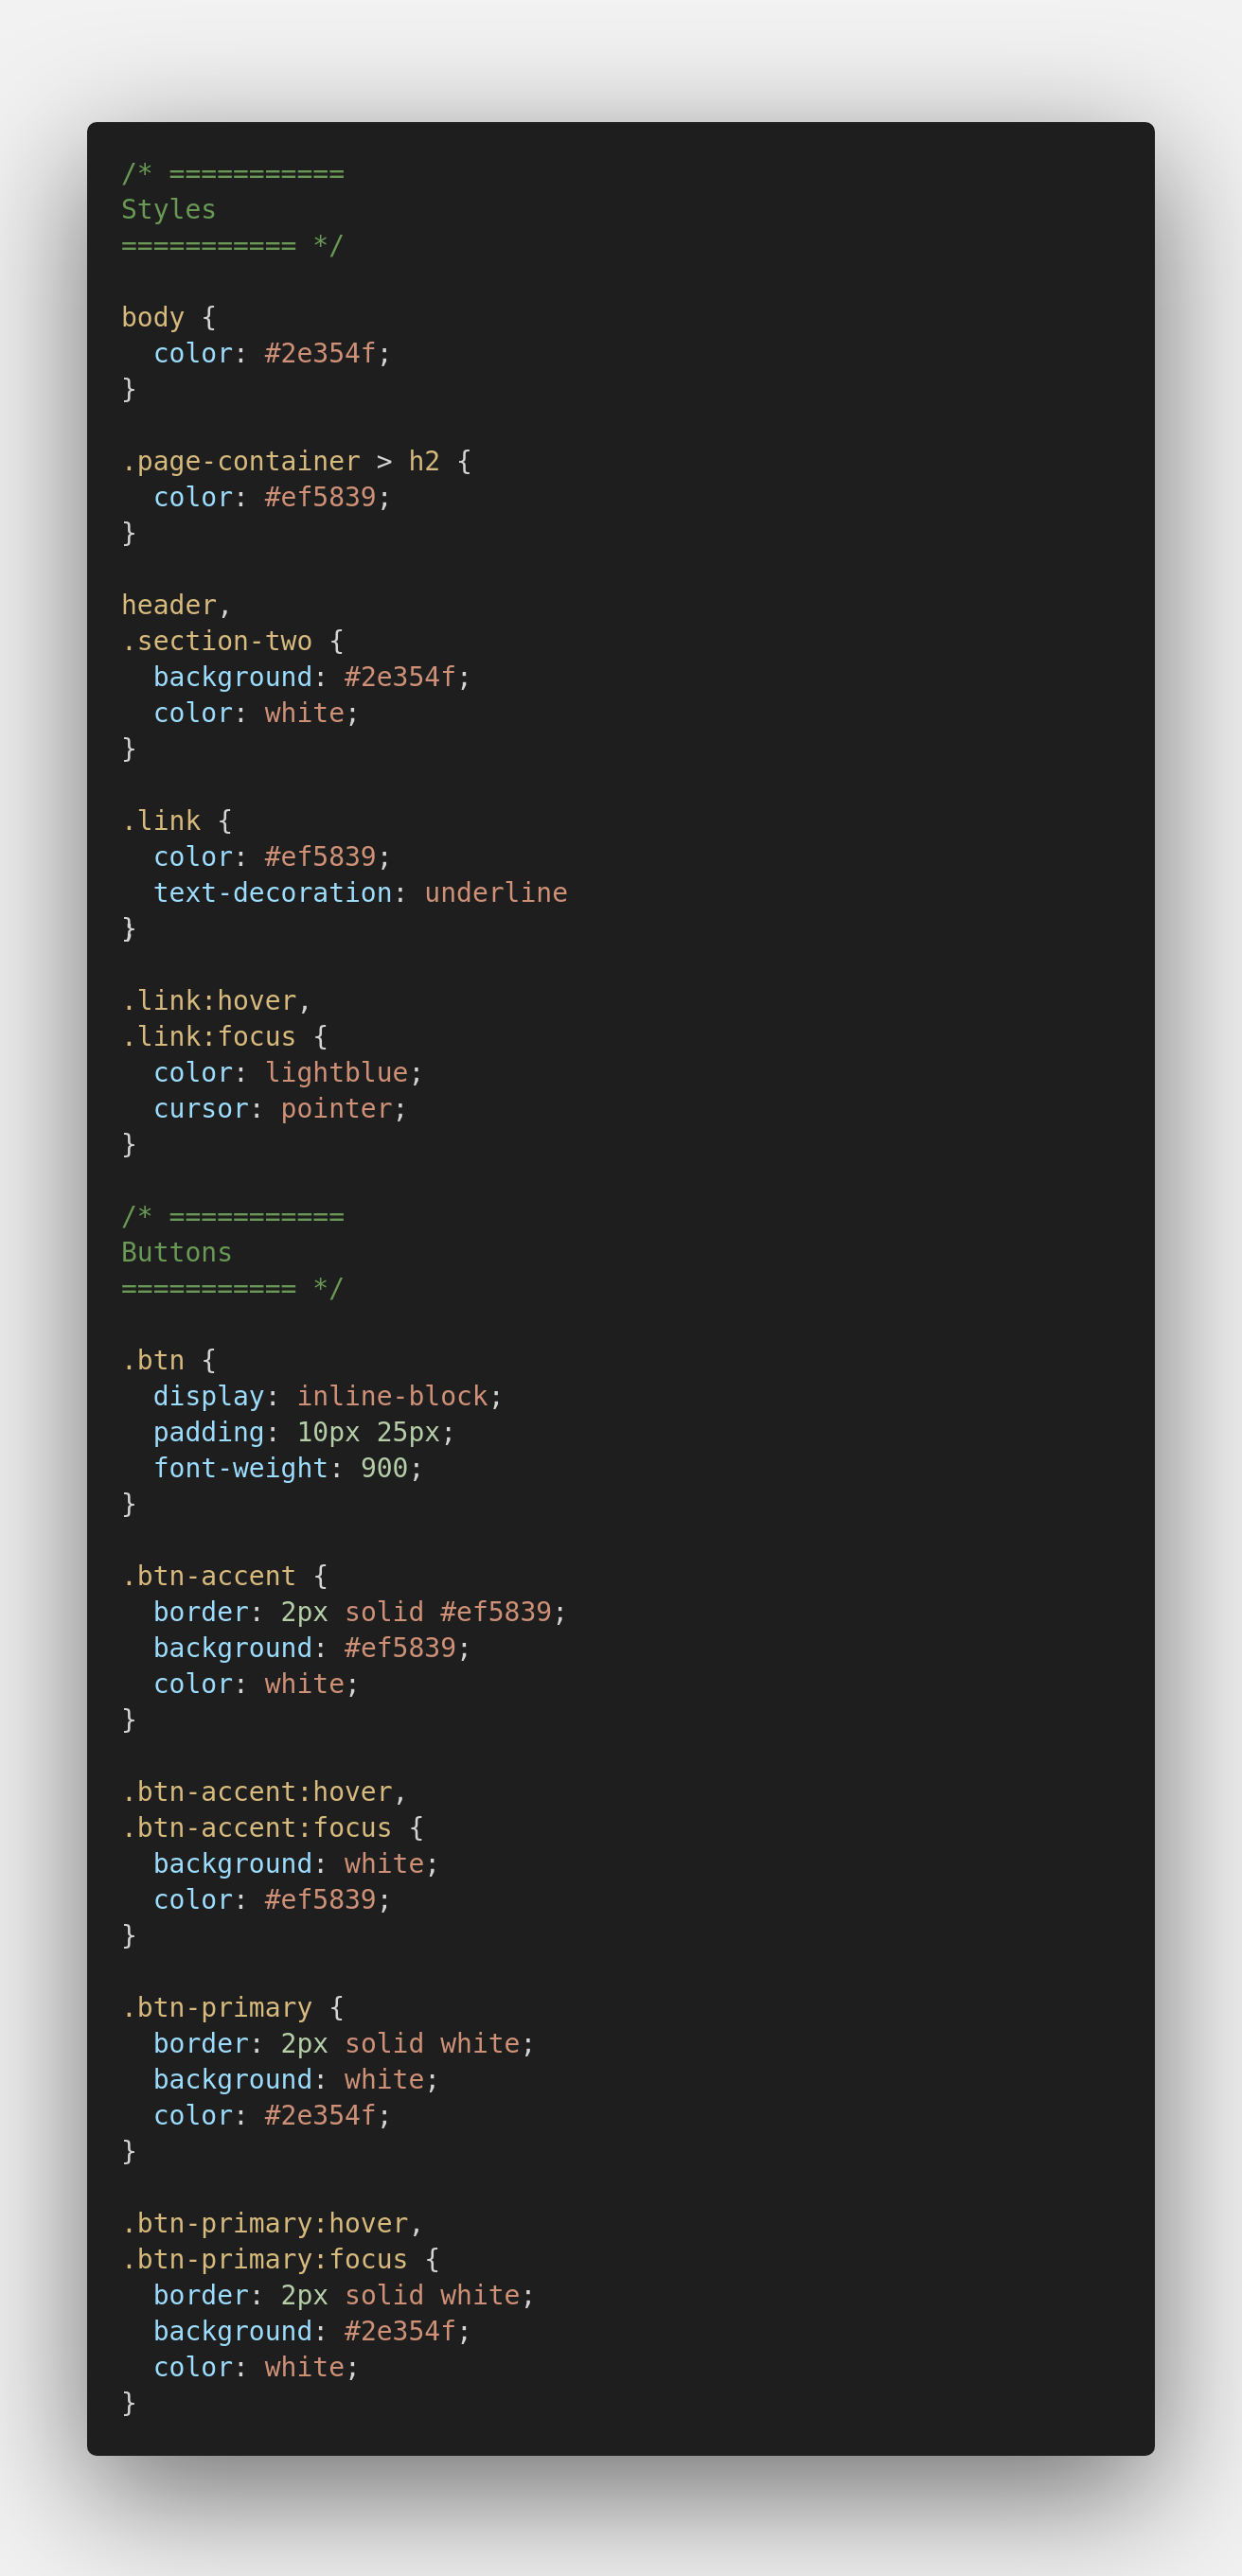 /* ===========
Styles
=========== */
body {
  color: #2e354f;
}
.page-container > h2 {
  color: #ef5839;
}
header,
.section-two {
  background: #2e354f;
  color: white;
}
.link {
  color: #ef5839;
  text-decoration: underline
}
.link:hover,
.link:focus {
  color: lightblue;
  cursor: pointer;
}
/* ===========
Buttons
=========== */
.btn {
  display: inline-block;
  padding: 10px 25px;
  font-weight: 900;
}
.btn-accent {
  border: 2px solid #ef5839;
  background: #ef5839;
  color: white;
}
.btn-accent:hover,
.btn-accent:focus {
  background: white;
  color: #ef5839;
}
.btn-primary {
  border: 2px solid white;
  background: white;
  color: #2e354f;
}
.btn-primary:hover,
.btn-primary:focus {
  border: 2px solid white;
  background: #2e354f;
  color: white;
}